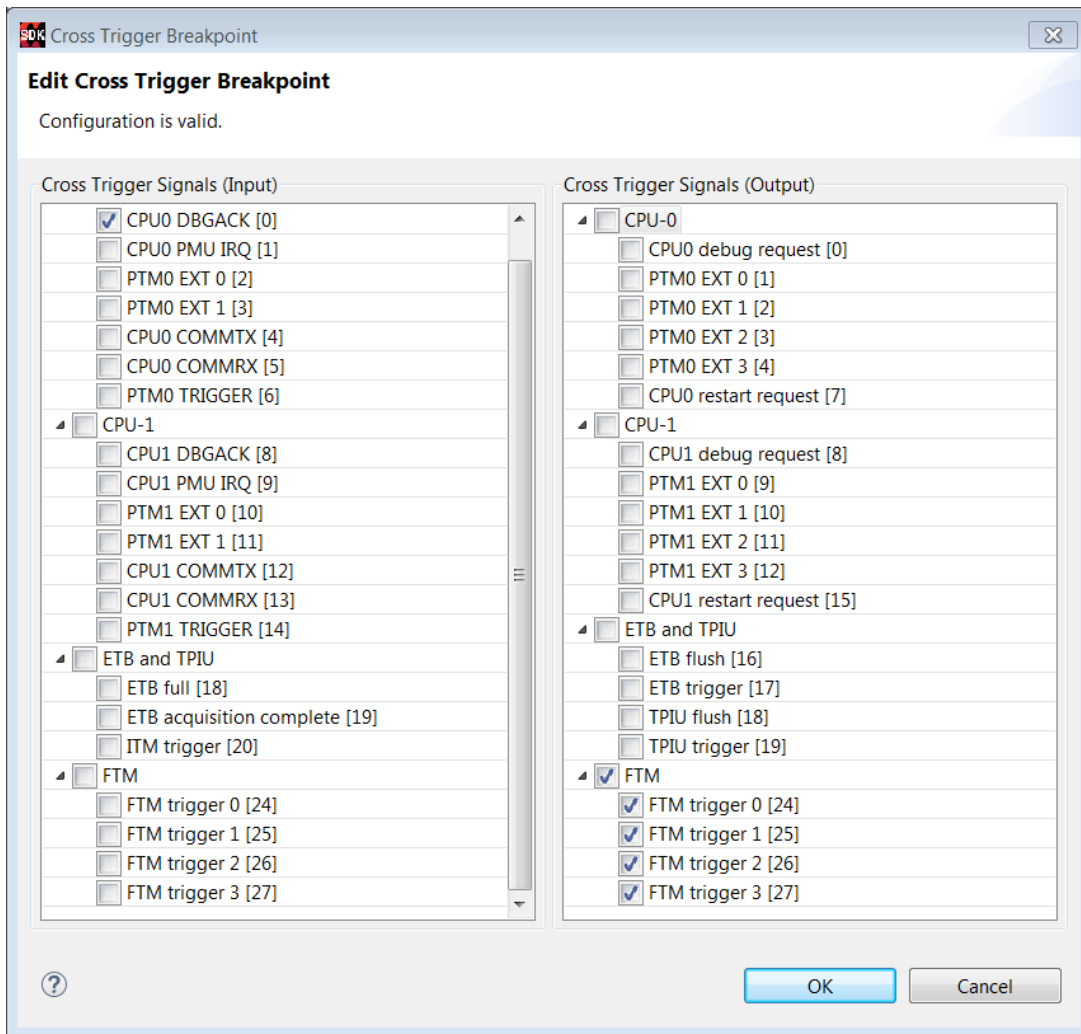 SDK Cross Trigger Breakpoint
Edit Cross Trigger Breakpoint
Configuration is valid.
Cross Trigger Signals (Input)
CPU0 DBGACK [0]
CPU0 PMU IRQ [1]
PTM0 EXT 0 [2]
PTM0 EXT 1 [3]
CPU0 COMMTX [4]
CPU0 COMMRX [5]
PTM0 TRIGGER [6]
CPU-1
CPU1 DBGACK [8]
CPU1 PMU IRQ [9]
PTM1 EXT 0 [10]
PTM1 EXT 1 [11]
CPU1 COMMTX [12]
CPU1 COMMRX [13]
PTM1 TRIGGER [14]
ETB and TPIU
ETB full [18]
ETB acquisition complete [19]
ITM trigger [20]
FTM
FTM trigger 0 [24]
FTM trigger 1 [25]
FTM trigger 2 [26]
FTM trigger 3 [27]
Cross Trigger Signals (Output)
CPU-0
CPU0 debug request [0]
PTM0 EXT 0 [1]
PTM0 EXT 1 [2]
PTM0 EXT 2 [3]
PTM0 EXT 3 [4]
CPU0 restart request [7]
CPU-1
CPU1 debug request [8]
PTM1 EXT 0 [9]
PTM1 EXT 1 [10]
PTM1 EXT 2 [11]
PTM1 EXT 3 [12]
CPU1 restart request [15]
ETB and TPIU
ETB flush [16]
ETB trigger [17]
TPIU flush [18]
TPIU trigger [19]
FTM
FTM trigger 0 [24]
FTM trigger 1 [25]
FTM trigger 2 [26]
FTM trigger 3 [27]
?
OK
Cancel